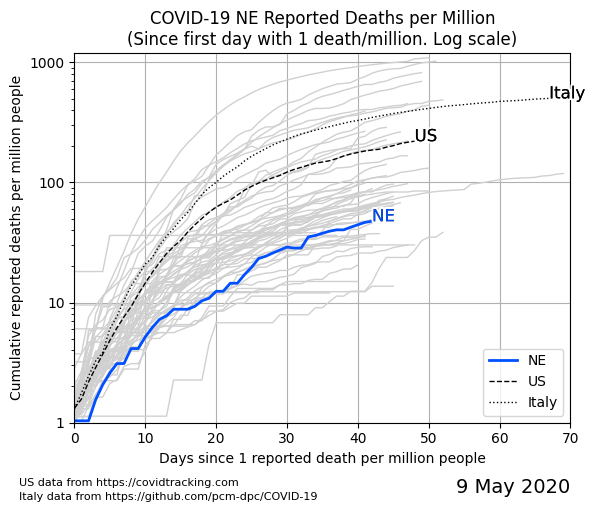 COVID-19 NE Reported Deaths per Million
(Since first day with 1 death/million. Log scale)
Cumulative reported deaths per million people
1000
100
10
1
Italy
US
NE
NE
US
Italy
0 10 20 30 40 50 60 70
Days since 1 reported death per million people
US data from https://covidtracking.com
Italy data from https://github.com/pcm-dpc/COVID-19
9 May 2020